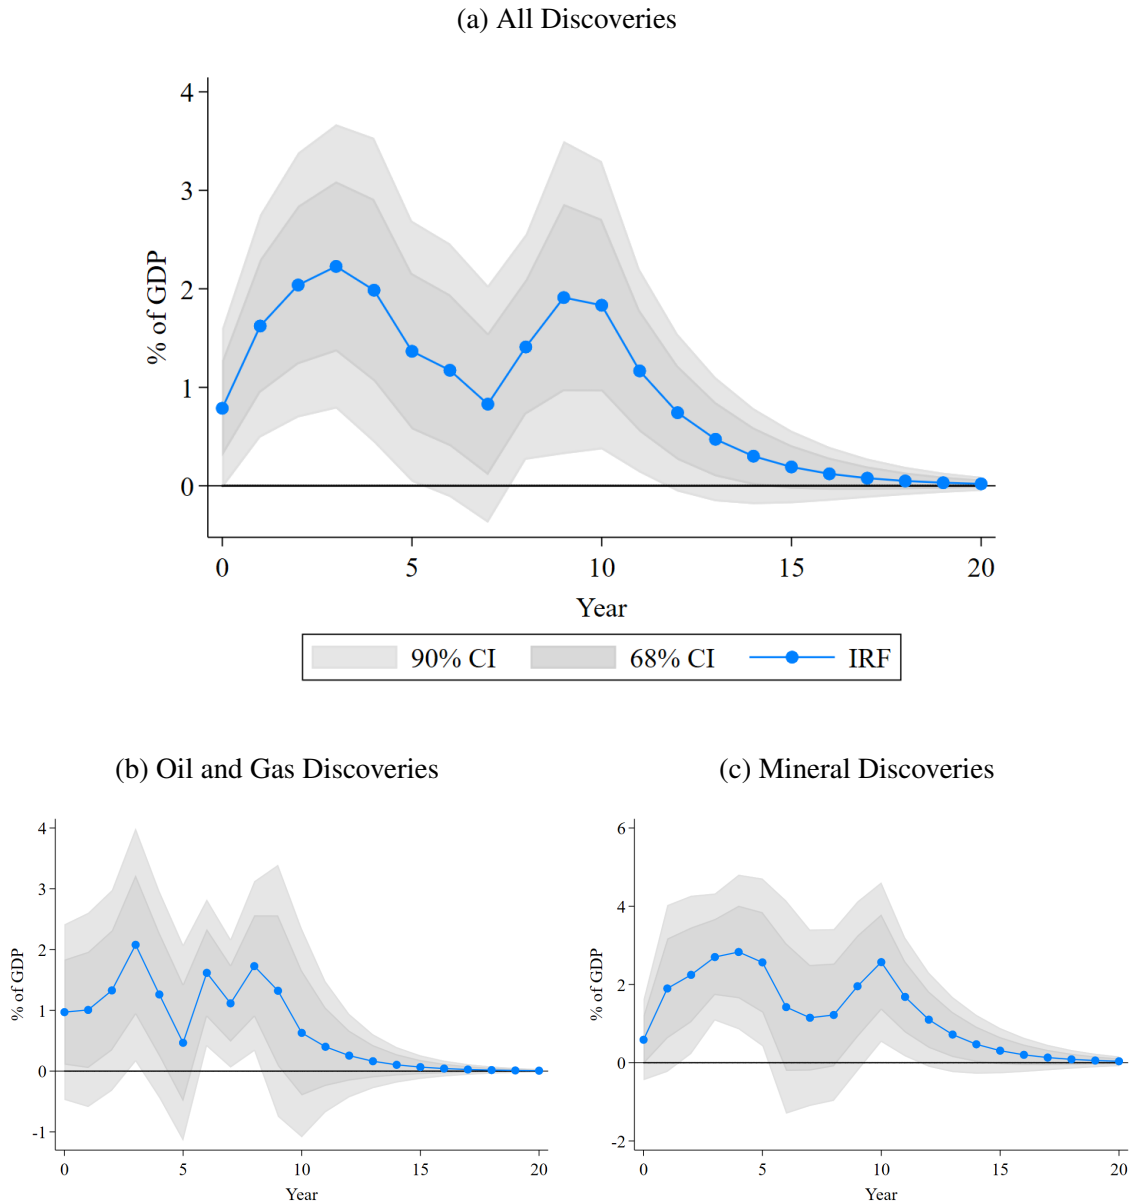 (a) All Discoveries
4
3
2
1
0
% of GDP
0 5 10 15 20
Year
90% CI 68% CI IRF
(b) Oil and Gas Discoveries
4
3
2
1
0
-1
% of GDP
0 5 10 15 20
Year
(c) Mineral Discoveries
6
4
2
0
-2
% of GDP
0 5 10 15 20
Year